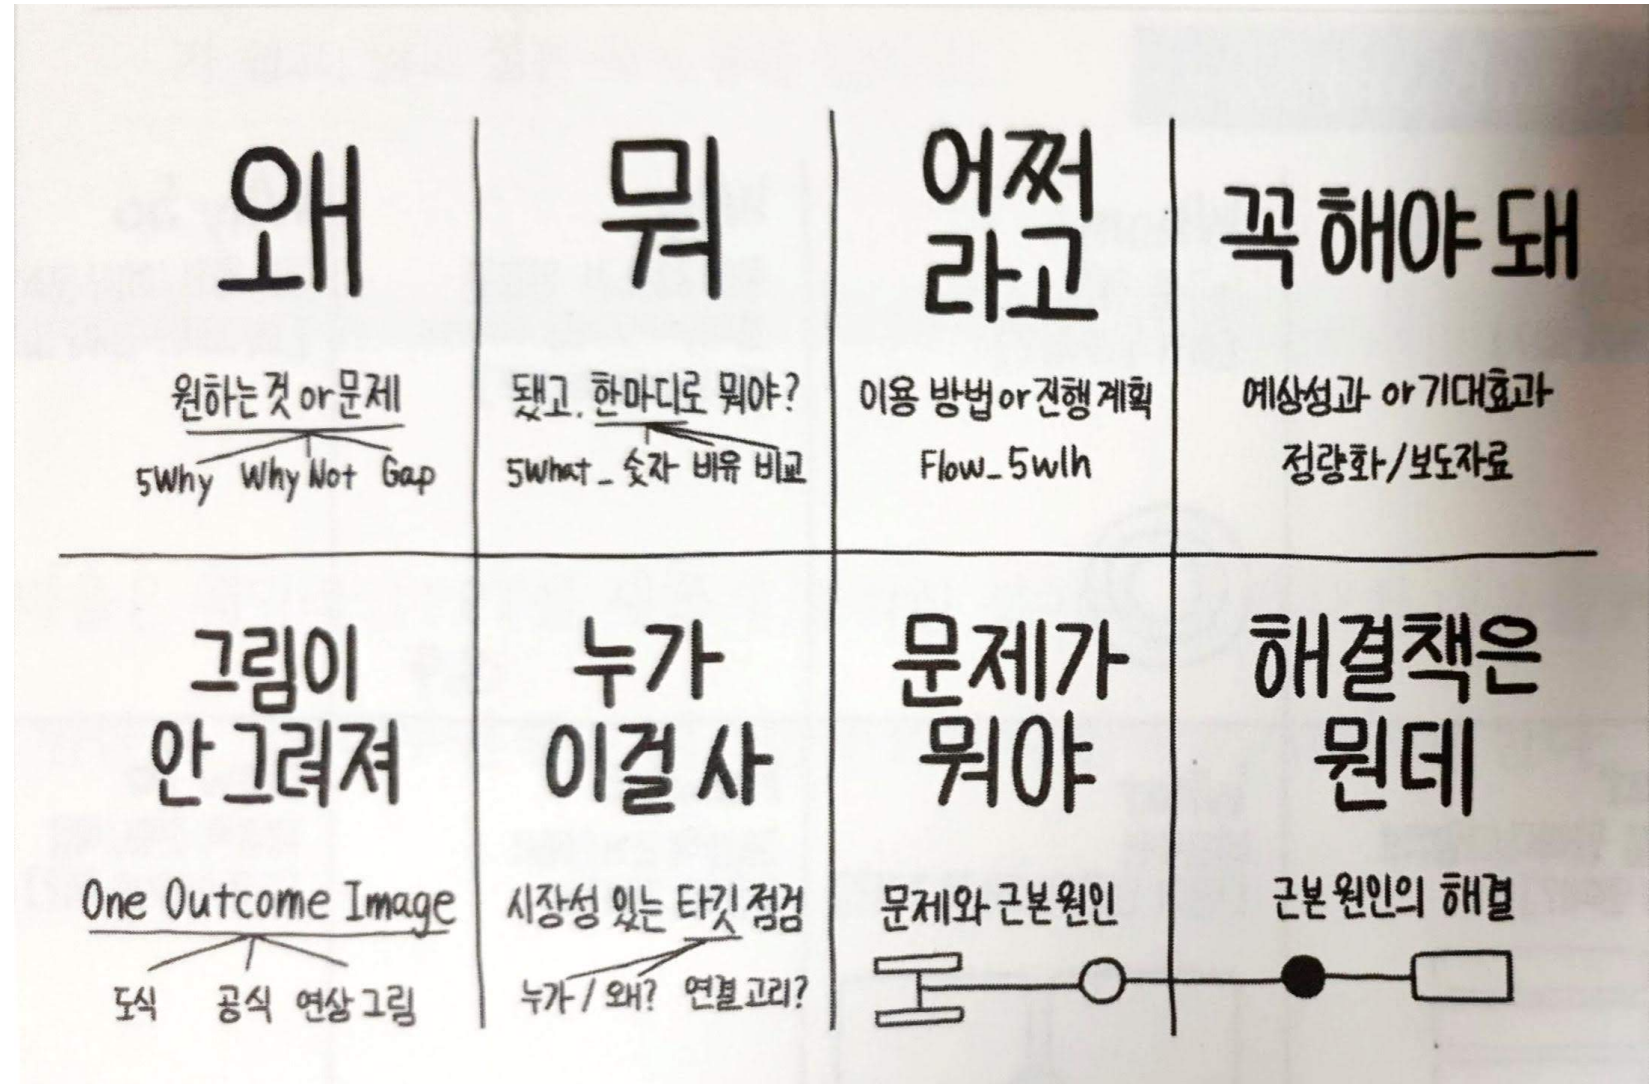 왜
원하는 것 or 문제
5Why Why Not Gap
뭐
됐고. 한마디로 뭐야?
5What_ 숫자 비유 비교
어쩌
라고
이용 방법 or 진행 계획
Flow_5w1h
꼭 해야 돼
예상성과 or 기대효과
정량화/보도자료
그림이
안 그려져
One Outcome Image
도식 공식 연상그림
누가
이걸 사
시장성 있는 타깃 점검
누가/왜? 연결고리?
문제가
뭐야
문제와 근본원인
해결책은
뭔데
근본원인의 해결